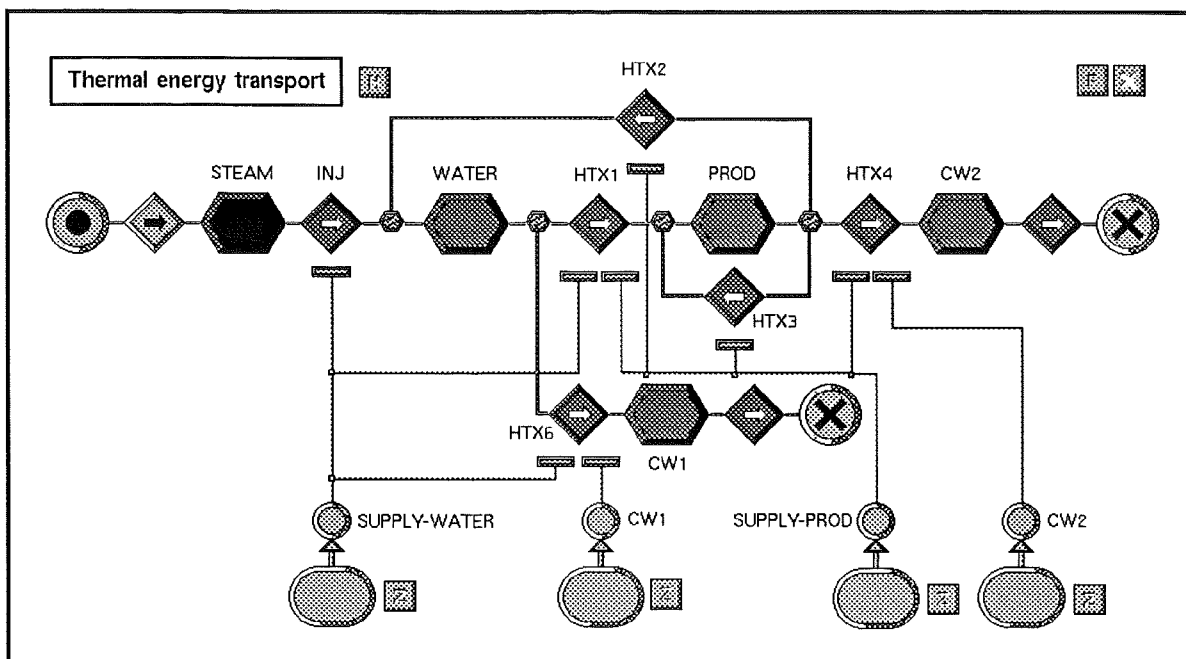 HTX2
Thermal energy transport
STEAM
INJ
WATER
HTX1
PROD
HTX4
CW2
HTX3
HTX6
CW1
SUPPLY-WATER
CW1
SUPPLY-PROD
CW2